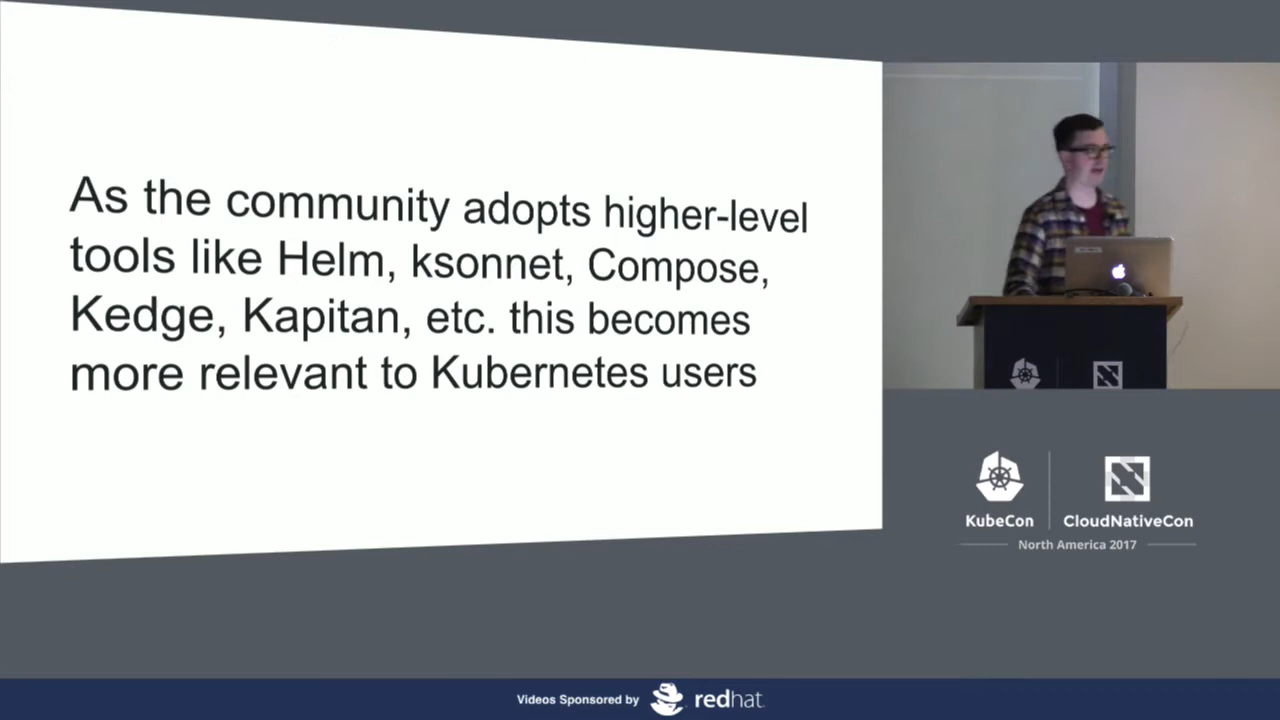 As the community adopts higher-level
tools like Helm, ksonnet, Compose,
Kedge, Kapitan, etc. this becomes
more relevant to Kubernetes users
KubeCon
CloudNativeCon
North America 2017
Videos Sponsored by
redhat.